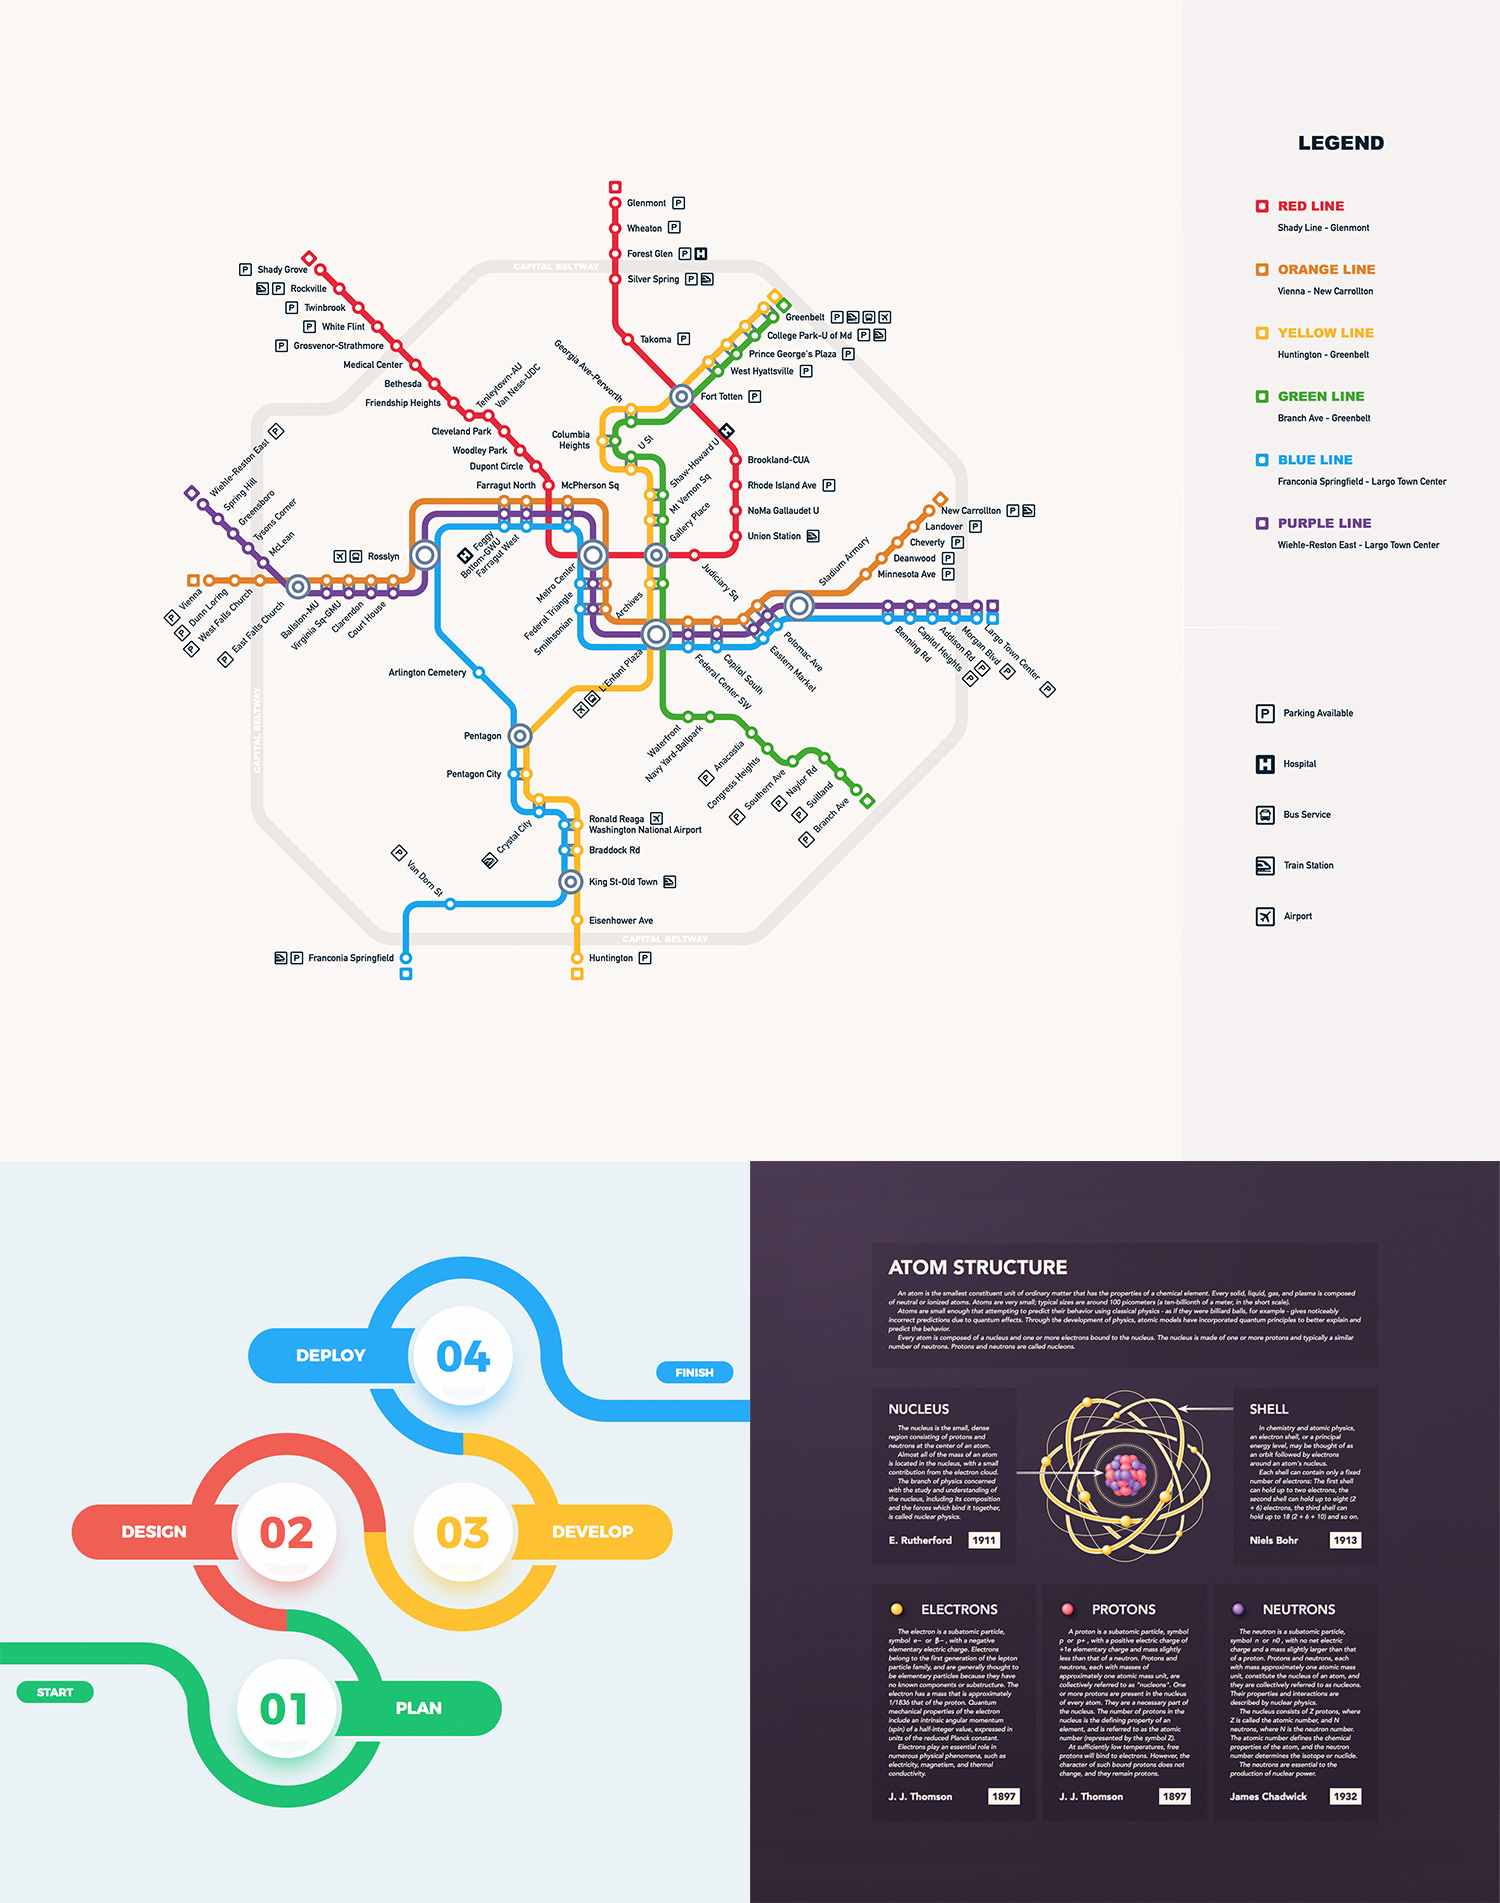 LEGEND
RED LINE
Shady Line - Glenmont
ORANGE LINE
Vienna - New Carrollton
YELLOW LINE
Huntington - Greenbelt
GREEN LINE
Branch Ave - Greenbelt
BLUE LINE
Franconia Springfield - Largo Town Center
PURPLE LINE
Wiehle-Reston East - Largo Town Center
P Parking Available
H Hospital
Bus Service
Train Station
Airport
CAPITAL BELTWAY
CAPITAL BELTWAY
CAPITAL BELTWAY
Glenmont P
Wheaton P
Forest Glen P H
Silver Spring P
Takoma P
P Shady Grove
P Rockville
P Twinbrook
P White Flint
P Grosvenor-Strathmore
Medical Center
Bethesda
Friendship Heights
Tenleytown-AU
Van Ness-UDC
Cleveland Park
Woodley Park
Dupont Circle
Farragut North
McPherson Sq
Greenbelt P
College Park-U of Md P
Prince George's Plaza P
West Hyattsville P
Fort Totten P
Georgia Ave-Perworth
Columbia
Heights
U St
Shaw-Howard U
H
Mt Vernon Sq
Gallery Place
Brookland-CUA
Rhode Island Ave P
NoMa Gallaudet U
Union Station
Judiciary Sq
Wiehle-Reston East P
Spring Hill
Greensboro
Tysons Corner
McLean
Rosslyn
H
Foggy
Bottom-GWU
Farragut West
P Vienna
P Dunn Loring
P West Falls Church
P East Falls Church
Ballston-MU
Virginia Sq-GMU
Clarendon
Court House
Metro Center
Federal Triangle
Smithsonian
Archives
L'Enfant Plaza
Federal Center SW
Capitol South
Eastern Market
Polomac Ave
Stadium Armory
New Carrollton P
Landover P
Cheverly P
Deanwood P
Minnesota Ave P
Benning Rd
Capitol Heights P
Addison Rd P
Morgan Blvd P
Largo Town Center P
Arlington Cemetery
Pentagon
Pentagon City
Crystal City
Ronald Reaga
Washington National Airport
Braddock Rd
King St-Old Town
Eisenhower Ave
Huntington P
P Van Dorn St
P Franconia Springfield
Waterfront
Navy Yard-Ballpark
P Anacostia
Congress Heights
P Southern Ave
P Naylor Rd
P Suitland
P Branch Ave
DEPLOY 04
FINISH
DESIGN 02
03 DEVELOP
START
01 PLAN
ATOM STRUCTURE
An atom is the smallest constituent unit of ordinary matter that has the properties of a chemical element. Every solid, liquid, gas, and plasma is composed
of neutral or ionized atoms. Atoms are very small; typical sizes are around 100 picometers (a ten-billionth of a meter, in the short scale).
Atoms are small enough that attempting to predict their behavior using classical physics - as if they were billiard balls, for example - gives noticeably
incorrect predictions due to quantum effects. Through the development of physics, atomic models have incorporated quantum principles to better explain and
predict the behavior.
Every atom is composed of a nucleus and one or more electrons bound to the nucleus. The nucleus is made of one or more protons and typically a similar
number of neutrons. Protons and neutrons are called nucleons.
NUCLEUS
The nucleus is the small, dense
region consisting of protons and
neutrons at the center of an atom.
Almost all of the mass of an atom
is located in the nucleus, with a small
contribution from the electron cloud.
The branch of physics concerned
with the study and understanding of
the nucleus, including its composition
and the forces which bind it together,
is called nuclear physics.
E. Rutherford 1911
SHELL
In chemistry and atomic physics,
an electron shell, or a principal
energy level, may be thought of as
an orbit followed by electrons
around an atom's nucleus.
Each shell can contain only a fixed
number of electrons: The first shell
can hold up to two electrons, the
second shell can hold up to eight (2
+ 6) electrons, the third shell can
hold up to 18 (2 + 6 + 10) and so on.
Niels Bohr 1913
ELECTRONS
The electron is a subatomic particle,
symbol e− or β−, with a negative
elementary electric charge. Electrons
belong to the first generation of the lepton
particle family, and are generally thought to
be elementary particles because they have
no known components or substructure. The
electron has a mass that is approximately
1/1836 that of the proton. Quantum
mechanical properties of the electron
include an intrinsic angular momentum
(spin) of a half-integer value, expressed in
units of the reduced Planck constant.
Electrons play an essential role in
numerous physical phenomena, such as
electricity, magnetism, and thermal
conductivity.
J. J. Thomson 1897
PROTONS
A proton is a subatomic particle, symbol
p or p+, with a positive electric charge of
+1e elementary charge and mass slightly
less than that of a neutron. Protons and
neutrons, each with masses of
approximately one atomic mass unit, are
collectively referred to as "nucleons". One
or more protons are present in the nucleus
of every atom. They are a necessary part of
the nucleus. The number of protons in the
nucleus is the defining property of an
element, and is referred to as the atomic
number (represented by the symbol Z).
At sufficiently low temperatures, free
protons will bind to electrons. However, the
character of such bound protons does not
change, and they remain protons.
J. J. Thomson 1897
NEUTRONS
The neutron is a subatomic particle,
symbol n or n0, with no net electric
charge and a mass slightly larger than that
of a proton. Protons and neutrons, each
with mass approximately one atomic mass
unit, constitute the nucleus of an atom, and
they are collectively referred to as nucleons.
Their properties and interactions are
described by nuclear physics.
The nucleus consists of Z protons, where
Z is called the atomic number, and N
neutrons, where N is the neutron number.
The atomic number defines the chemical
properties of the atom, and the neutron
number determines the isotope or nuclide.
The neutrons are essential to the
production of nuclear power.
James Chadwick 1932